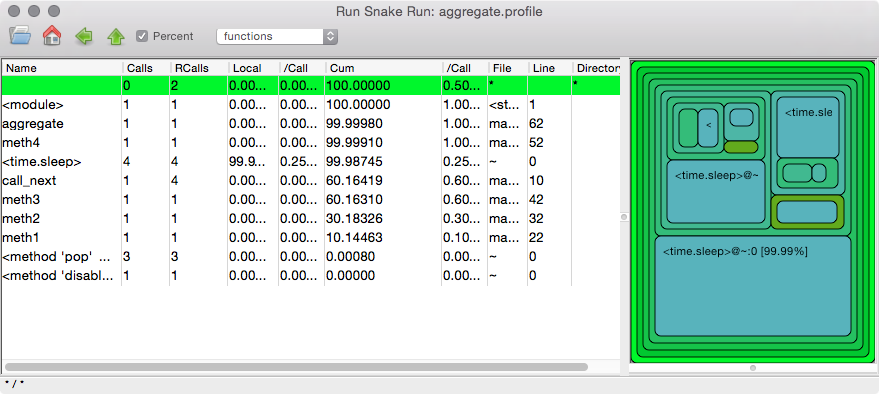 Run Snake Run: aggregate.profile
Percent functions
Name Calls RCalls Local /Call Cum /Call File Line Directory
0 2 0.00... 0.00... 100.00000 0.50... * *
<module> 1 1 0.00... 0.00... 100.00000 1.00... <st... 1
aggregate 1 1 0.00... 0.00... 99.99980 1.00... ma... 62
meth4 1 1 0.00... 0.00... 99.99910 1.00... ma... 52
<time.sleep> 4 4 99.9... 0.25... 99.98745 0.25... ~ 0
call_next 1 4 0.00... 0.00... 60.16419 0.60... ma... 10
meth3 1 1 0.00... 0.00... 60.16310 0.60... ma... 42
meth2 1 1 0.00... 0.00... 30.18326 0.30... ma... 32
meth1 1 1 0.00... 0.00... 10.14463 0.10... ma... 22
<method 'pop' ... 3 3 0.00... 0.00... 0.00080 0.00... ~ 0
<method 'disabl... 1 1 0.00... 0.00... 0.00000 0.00... ~ 0
<
<time.sle
<time.sleep>@~
<time.sleep>@~:0 [99.99%]
*/*